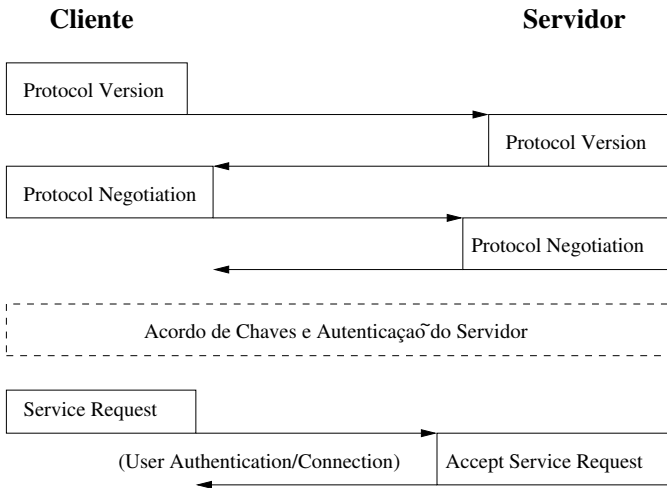 Cliente
Servidor
Protocol Version
Protocol Version
Protocol Negotiation
Protocol Negotiation
Acordo de Chaves e Autenticaçaõ do Servidor
Service Request
(User Authentication/Connection)
Accept Service Request